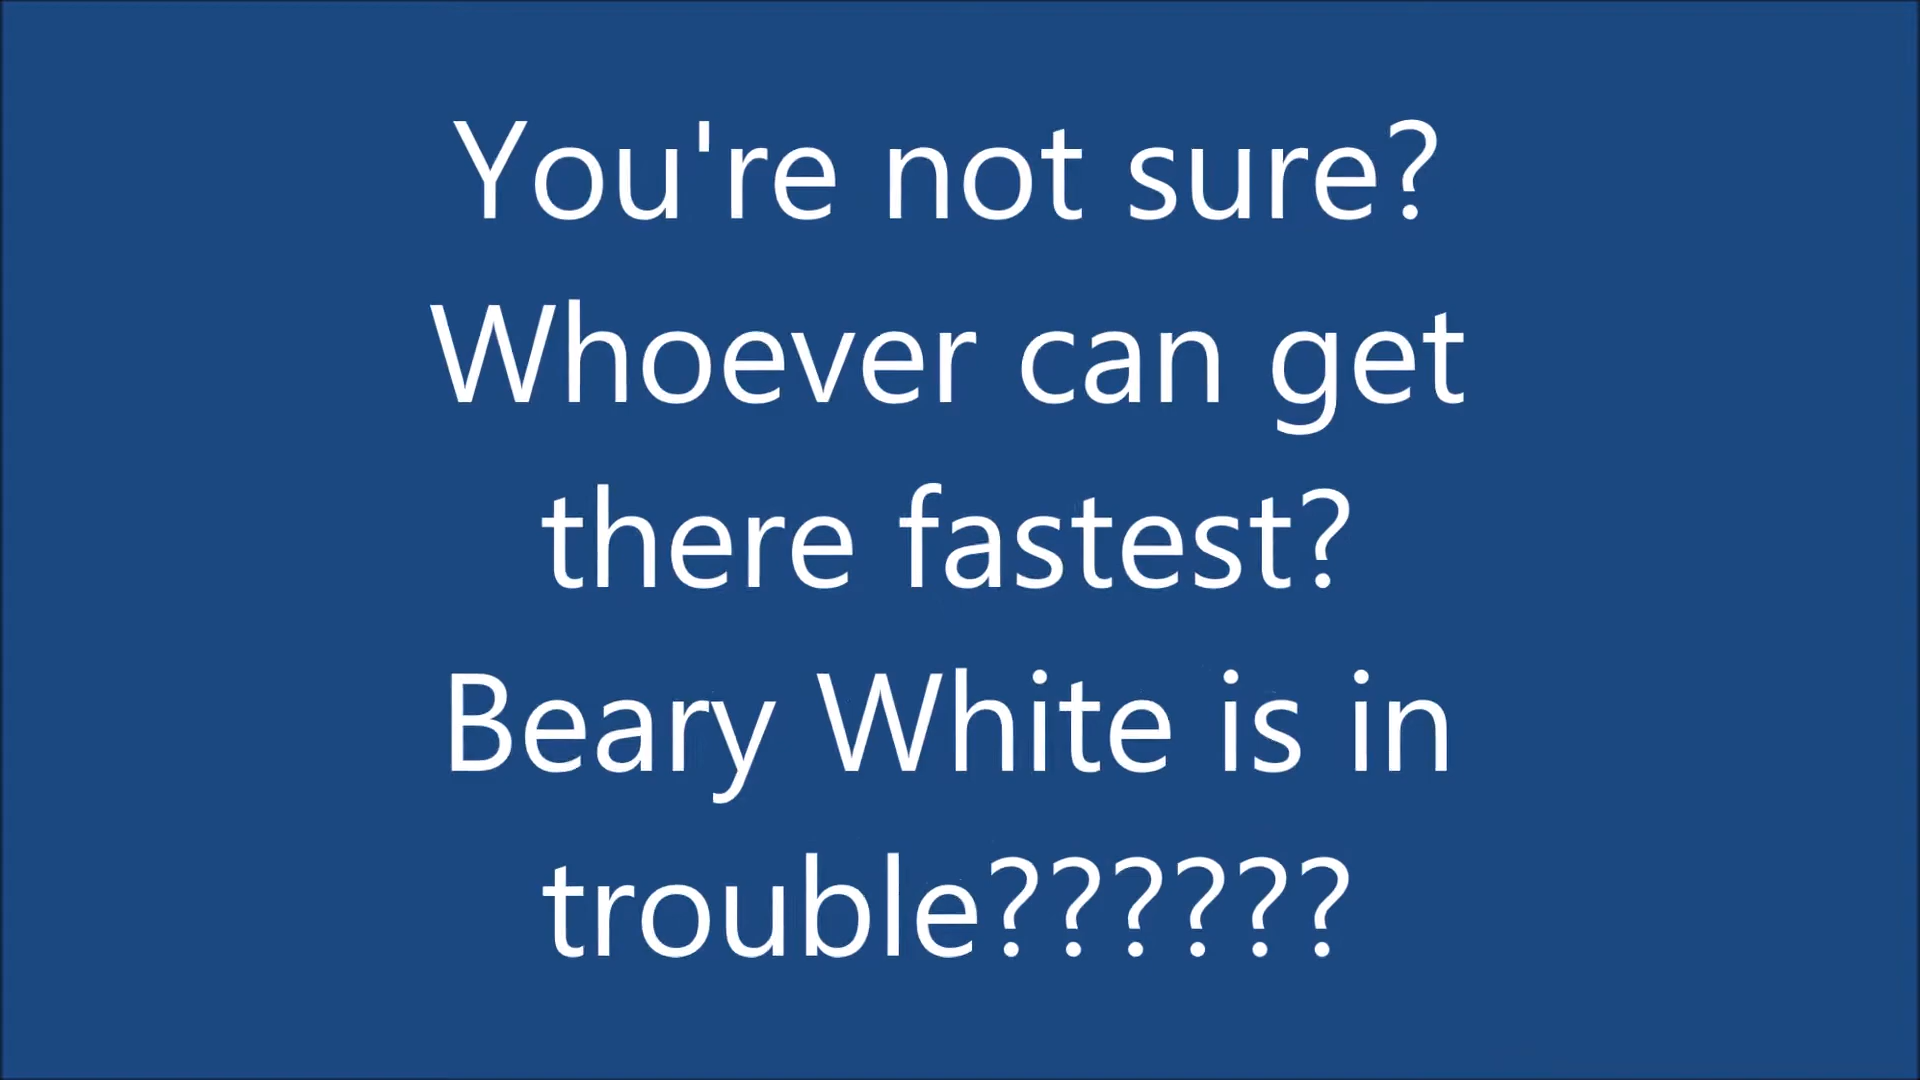 You're not sure?
Whoever can get
there fastest?
Beary White is in
trouble??????